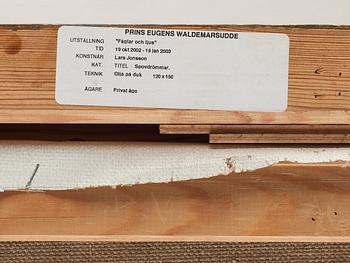 PRINS EUGENS WALDEMARSUDDE
UTSTÄLLNING "Fåglar och ljus"
TID 19 okt 2002 - 19 jan 2003
KONSTNÄR Lars Jonsson
KAT. TITEL Spovdrömmar.
TEKNIK Olja på duk 120 x 150
ÄGARE Privat ägo